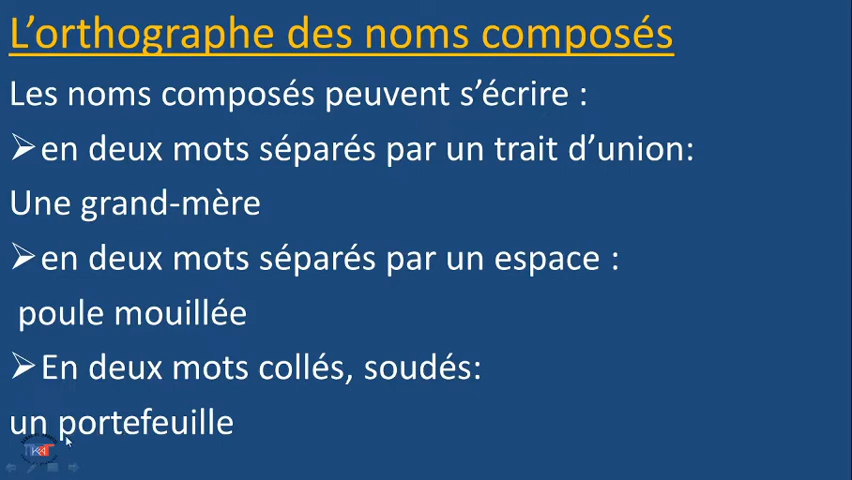 L’orthographe des noms composés
Les noms composés peuvent s’écrire :
➢en deux mots séparés par un trait d’union:
Une grand-mère
➢en deux mots séparés par un espace :
poule mouillée
➢En deux mots collés, soudés:
un portefeuille